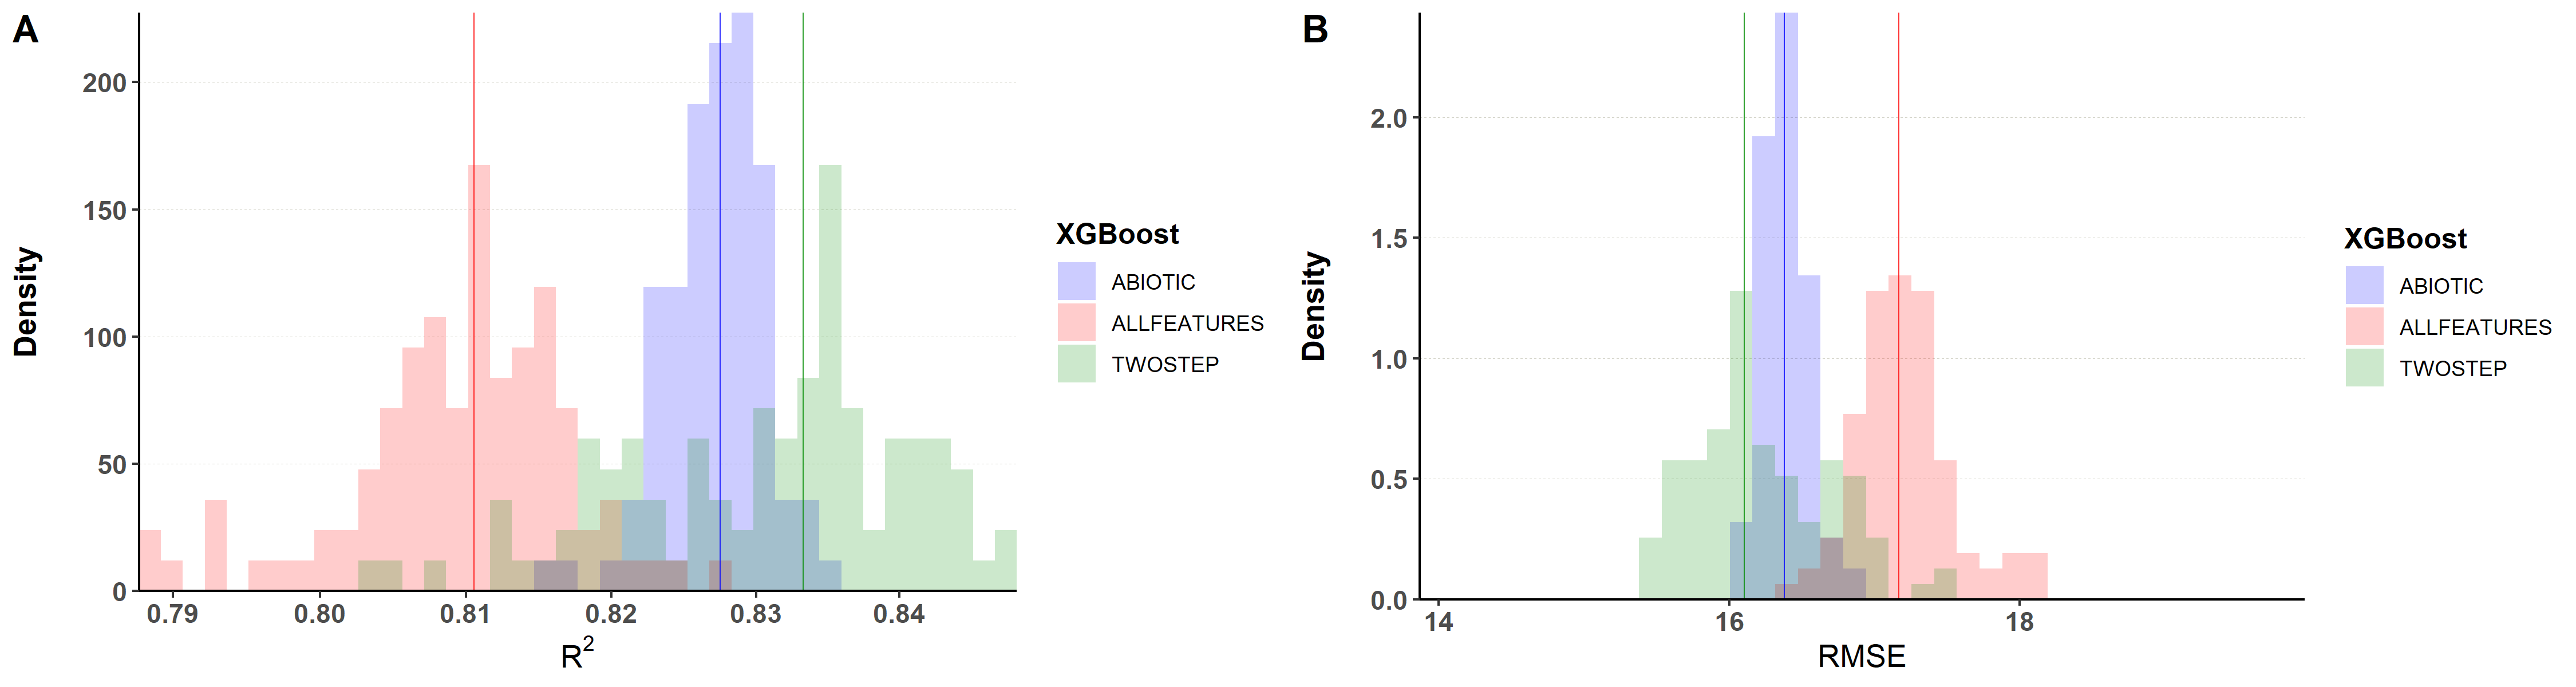 A
Density
200
150
100
50
0
0.79 0.80 0.81 0.82 0.83 0.84
R²
XGBoost
ABIOTIC
ALLFEATURES
TWOSTEP
B
Density
2.0
1.5
1.0
0.5
0.0
14 16 18
RMSE
XGBoost
ABIOTIC
ALLFEATURES
TWOSTEP